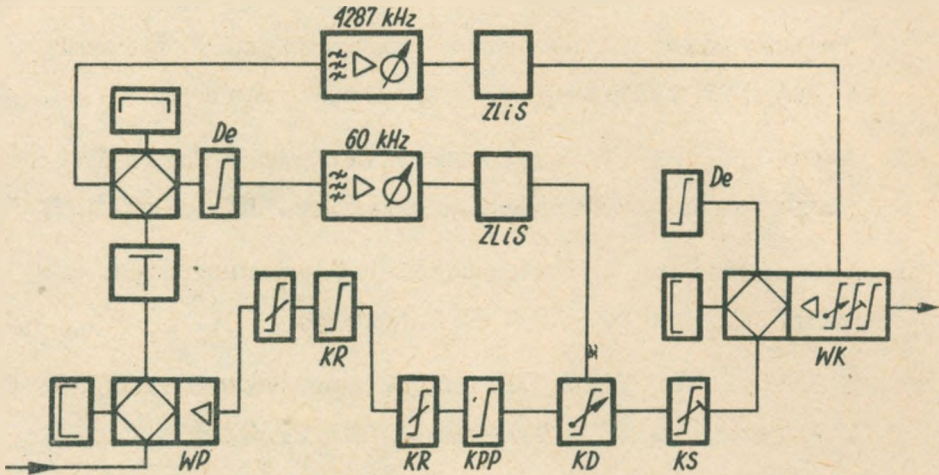 4287 kHz
ZLiS
De
60 kHz
ZLiS
De
KR
WK
WP
KR
KPP
KD
KS